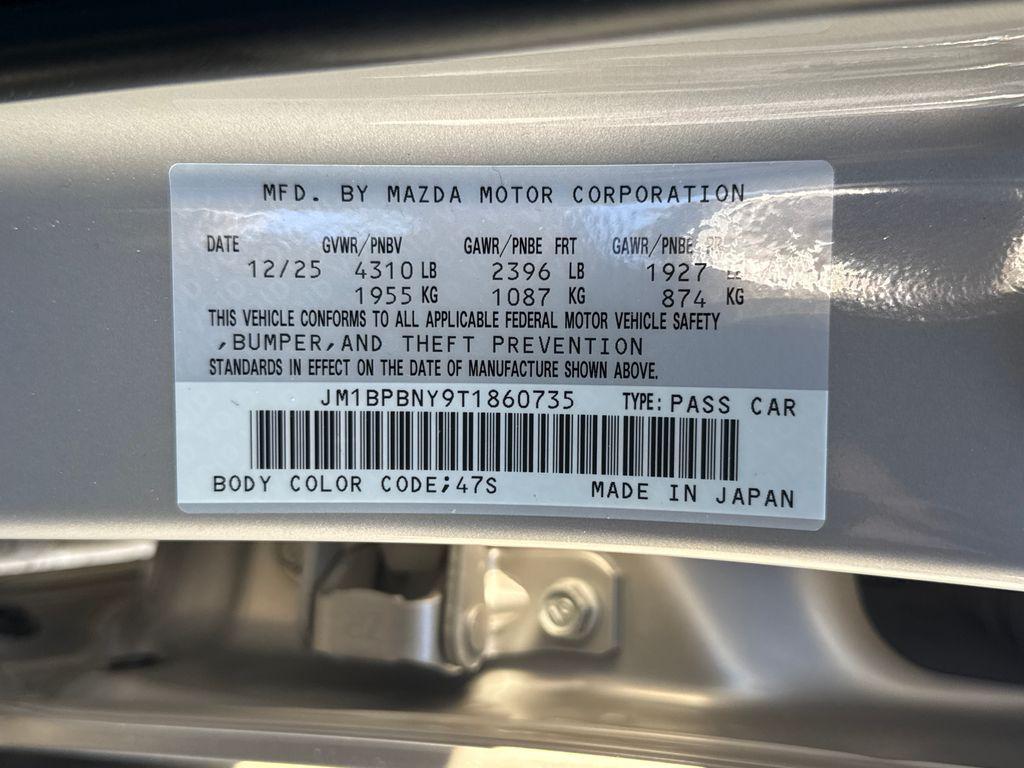 MFD. BY MAZDA MOTOR CORPORATION
DATE GVWR/PNBV GAWR/PNBE FRT GAWR/PNBE RR
12/25 4310 LB 2396 LB 1927
1955 KG 1087 KG 874 KG
THIS VEHICLE CONFORMS TO ALL APPLICABLE FEDERAL MOTOR VEHICLE SAFETY
,BUMPER,AND THEFT PREVENTION
STANDARDS IN EFFECT ON THE DATE OF MANUFACTURE SHOWN ABOVE.
JM1BPBNY9T1860735 TYPE: PASS CAR
BODY COLOR CODE;47S MADE IN JAPAN